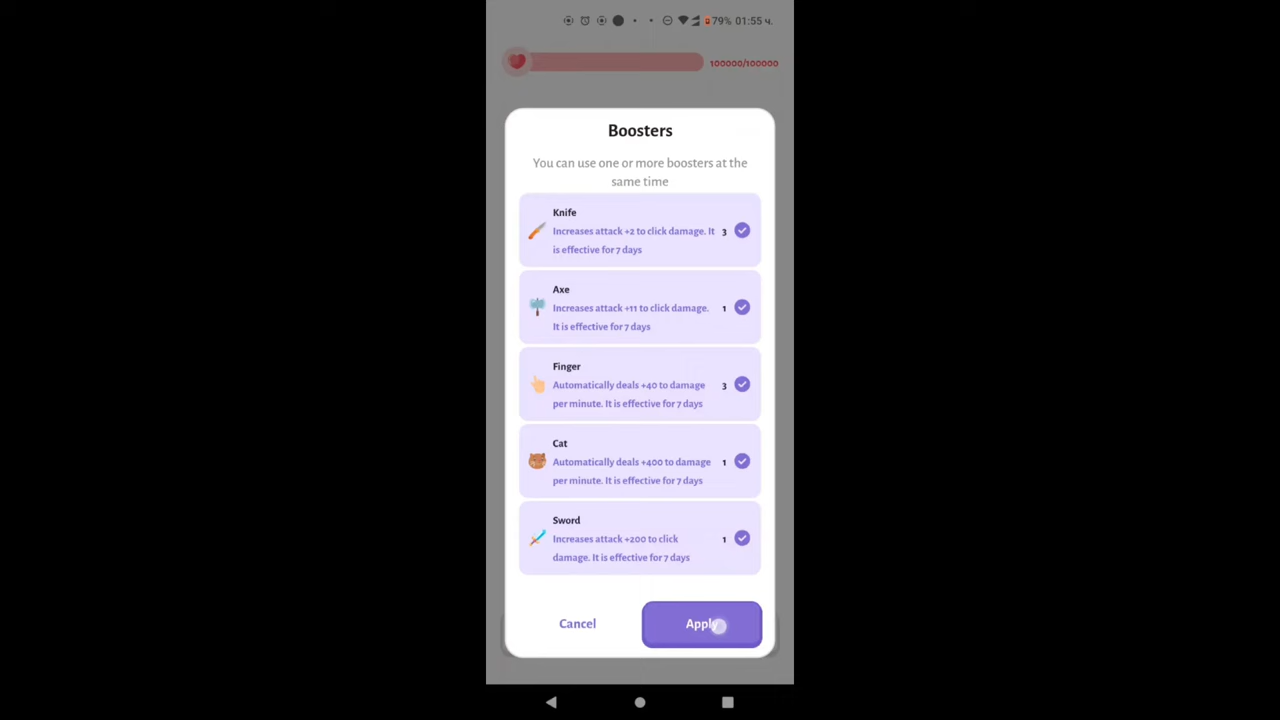 79% 01:55 ч.
100000/100000
Boosters
You can use one or more boosters at the
same time
Knife
Increases attack +2 to click damage. It
is effective for 7 days
3
Axe
Increases attack +11 to click damage.
It is effective for 7 days
1
Finger
Automatically deals +40 to damage
per minute. It is effective for 7 days
3
Cat
Automatically deals +400 to damage
per minute. It is effective for 7 days
1
Sword
Increases attack +200 to click
damage. It is effective for 7 days
1
Cancel
Apply